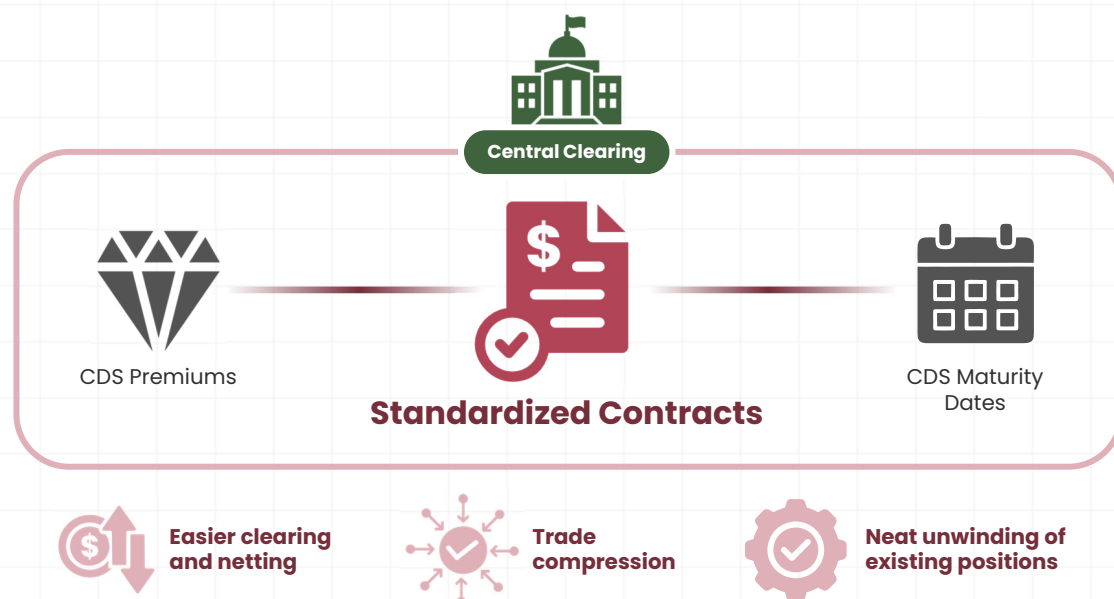 Central Clearing
$
CDS Premiums
CDS Maturity
Dates
Standardized Contracts
$
Easier clearing
and netting
Trade
compression
Neat unwinding of
existing positions